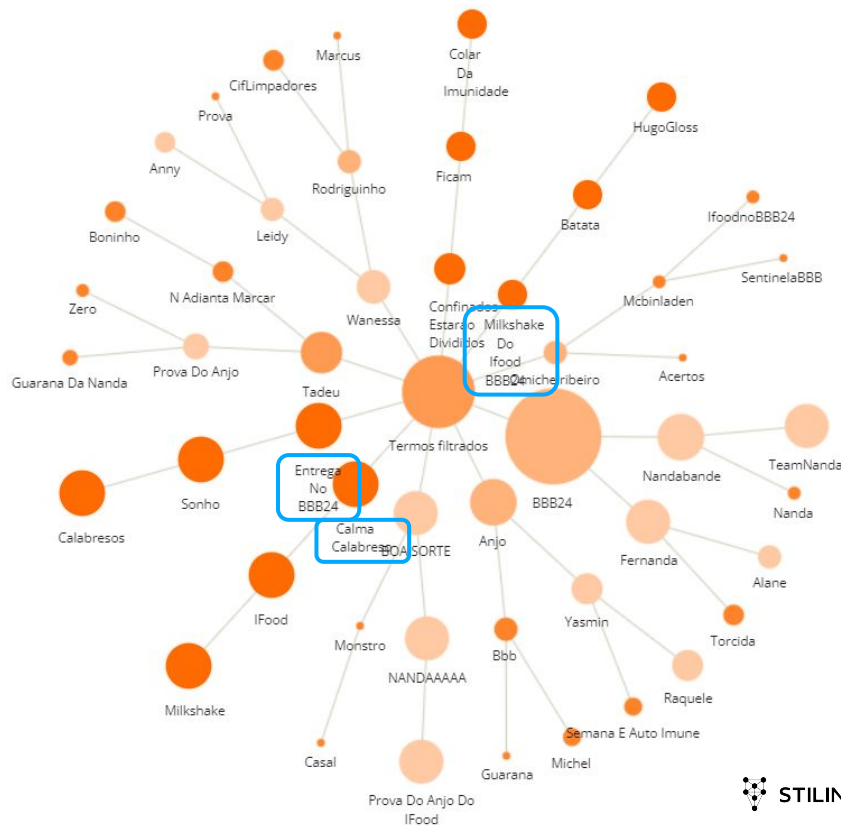 Marcus
CifLimpadores
Colar
Da
Imunidade
Prova
HugoGloss
Anny
Rodriguinho
Ficam
Leidy
Batata
IfoodnoBBB24
Boninho
SentinelaBBB
N Adianta Marcar
Mcbinladen
Zero
Wanessa
Confinados
Estarao
Divididos
Milkshake
Do
Ifood
BBB24
Prova Do Anjo
Guarana Da Nanda
Tadeu
Acertos
Termos filtrados
TeamNanda
Nandabande
Entrega
No
BBB24
Sonho
BBB24
Nanda
Calabresos
Calma
Calabreso
BOA SORTE
Anjo
Fernanda
Alane
IFood
Yasmin
Torcida
Monstro
Bbb
NANDAAAAA
Raquele
Milkshake
Semana E Auto Imune
Casal
Guarana
Michel
Prova Do Anjo Do
IFood
STILIN